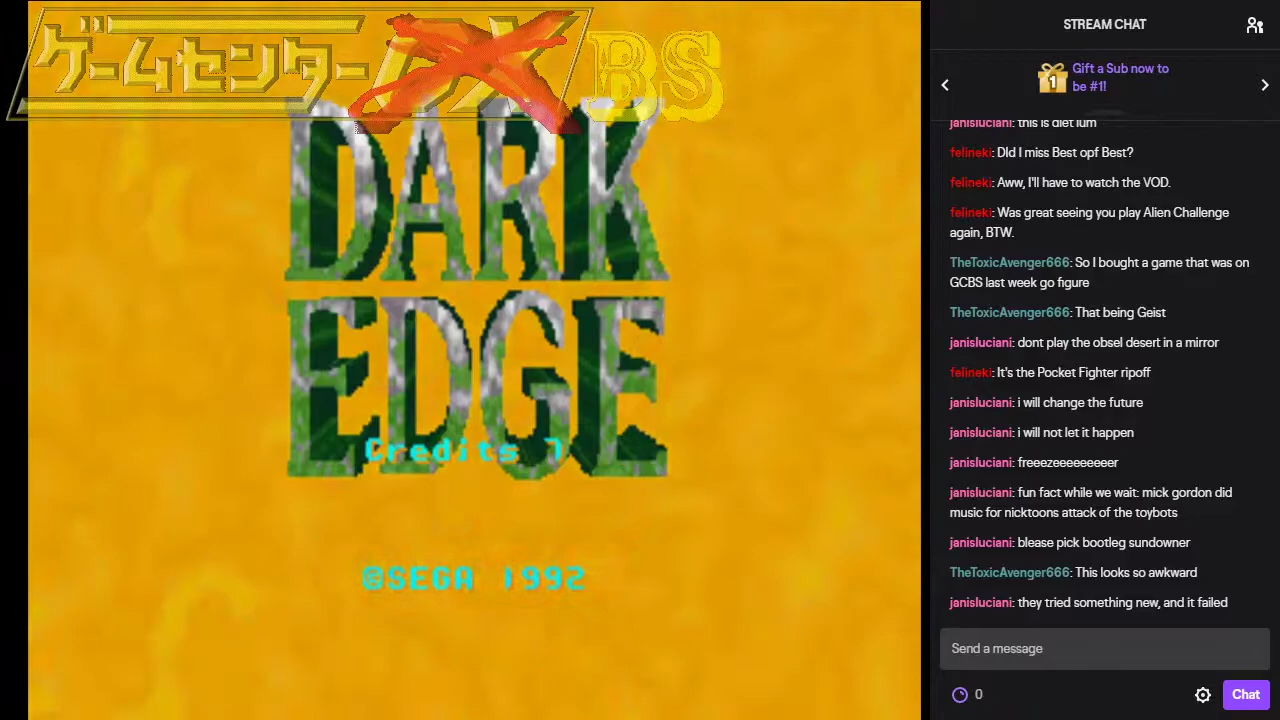 ゲームセンターCX BS
DARK
EDGE
Credits 7
©SEGA 1992
STREAM CHAT
1
Gift a Sub now to
be #1!
janisluciani: this is diet ium
felineki: DId I miss Best opf Best?
felineki: Aww, I'll have to watch the VOD.
felineki: Was great seeing you play Alien Challenge
again, BTW.
TheToxicAvenger666: So I bought a game that was on
GCBS last week go figure
TheToxicAvenger666: That being Geist
janisluciani: dont play the obsel desert in a mirror
felineki: It's the Pocket Fighter ripoff
janisluciani: i will change the future
janisluciani: i will not let it happen
janisluciani: freeezeeeeeeeer
janisluciani: fun fact while we wait: mick gordon did
music for nicktoons attack of the toybots
janisluciani: blease pick bootleg sundowner
TheToxicAvenger666: This looks so awkward
janisluciani: they tried something new, and it failed
Send a message
0
Chat